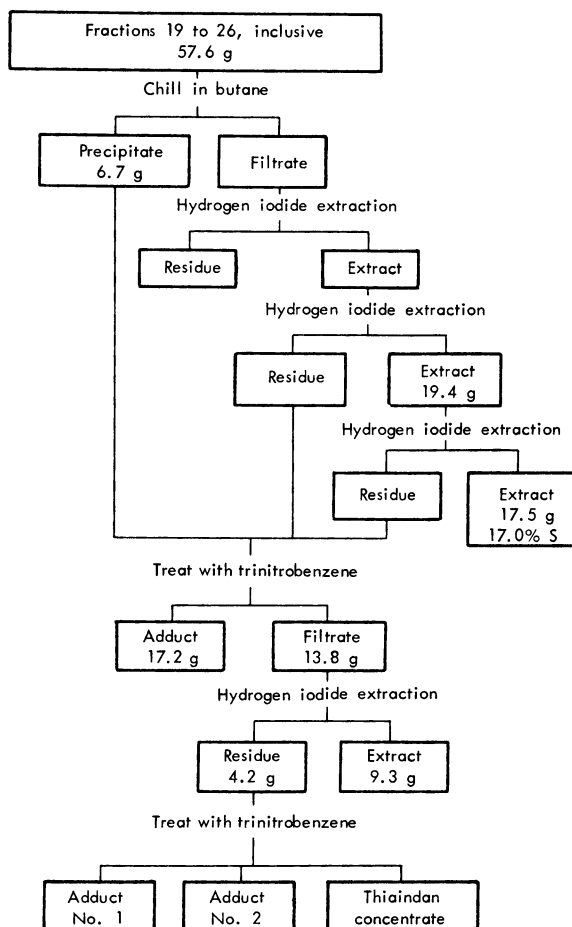 Fractions 19 to 26, inclusive
57.6 g
Chill in butane
Precipitate
6.7 g
Filtrate
Hydrogen iodide extraction
Residue
Extract
Hydrogen iodide extraction
Residue
Extract
19.4 g
Hydrogen iodide extraction
Residue
Extract
17.5 g
17.0% S
Treat with trinitrobenzene
Adduct
17.2 g
Filtrate
13.8 g
Hydrogen iodide extraction
Residue
4.2 g
Extract
9.3 g
Treat with trinitrobenzene
Adduct
No. 1
Adduct
No. 2
Thiaindan
concentrate